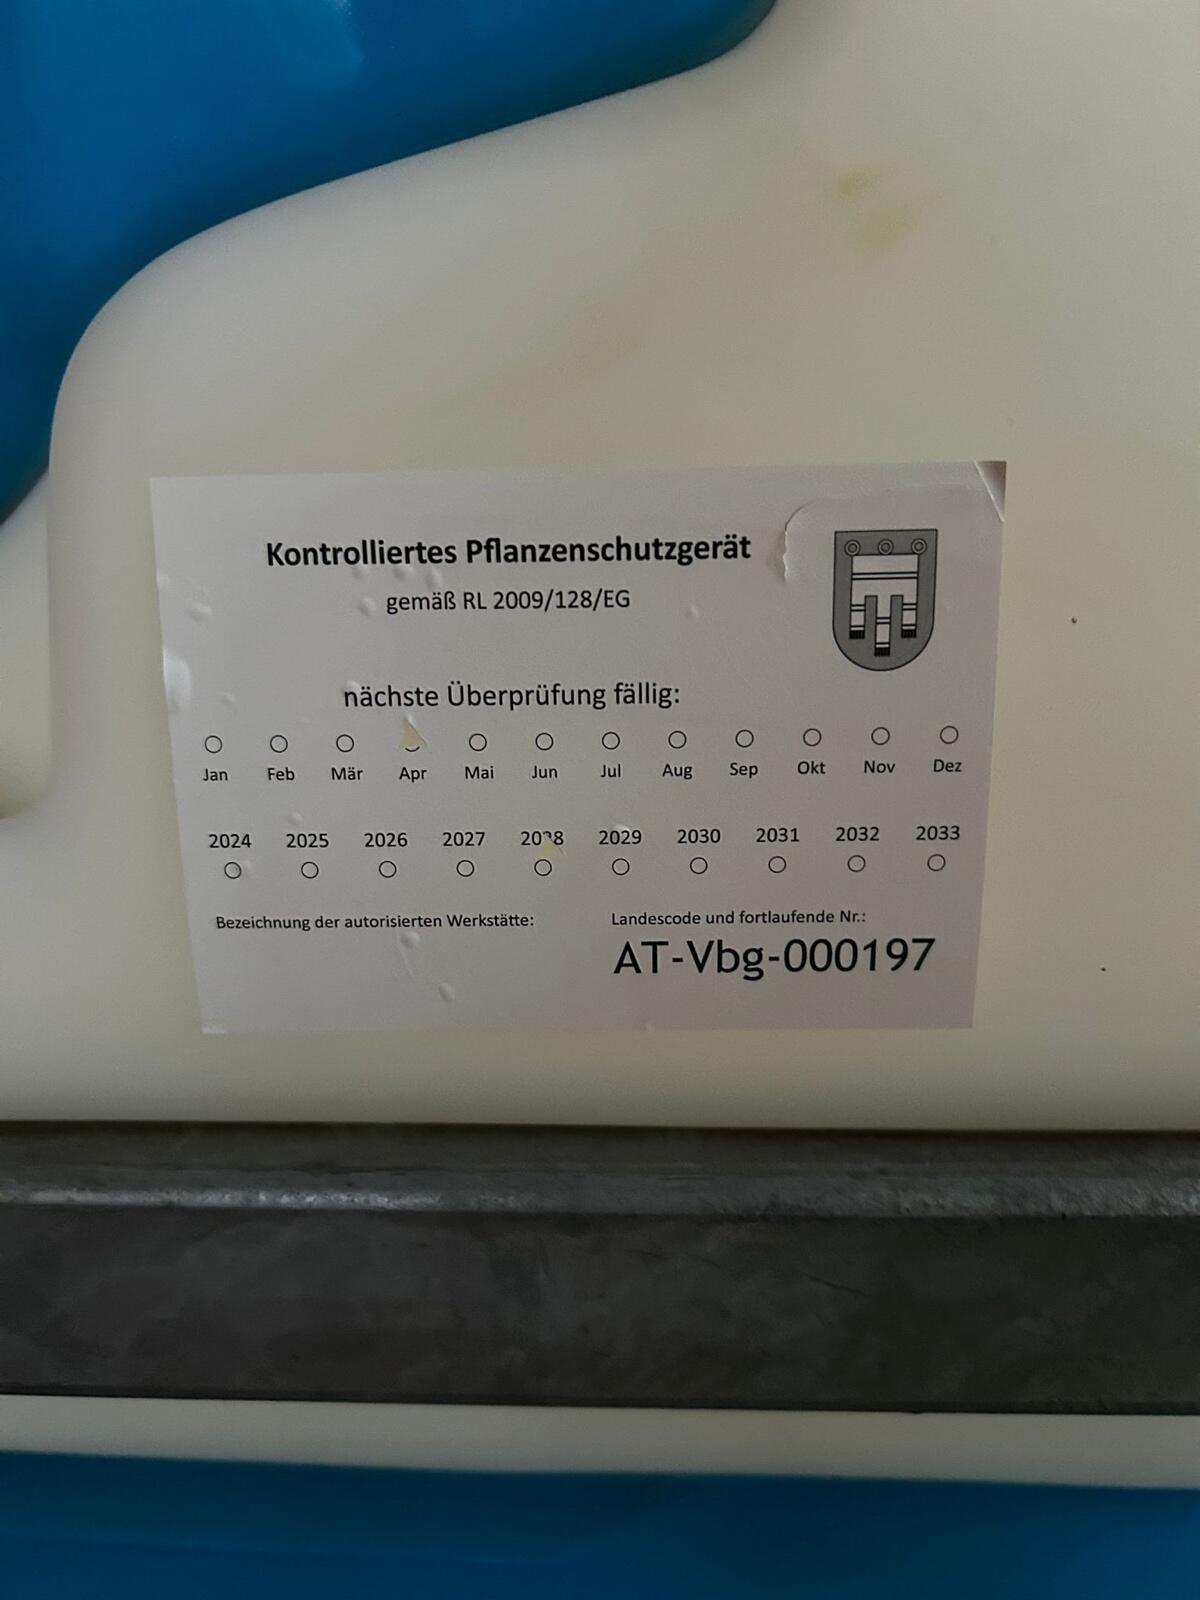 Kontrolliertes Pflanzenschutzgerät
gemäß RL 2009/128/EG
nächste Überprüfung fällig:
Jan Feb Mär Apr Mai Jun Jul Aug Sep Okt Nov Dez
2024 2025 2026 2027 2028 2029 2030 2031 2032 2033
Bezeichnung der autorisierten Werkstätte:
Landescode und fortlaufende Nr.:
AT-Vbg-000197